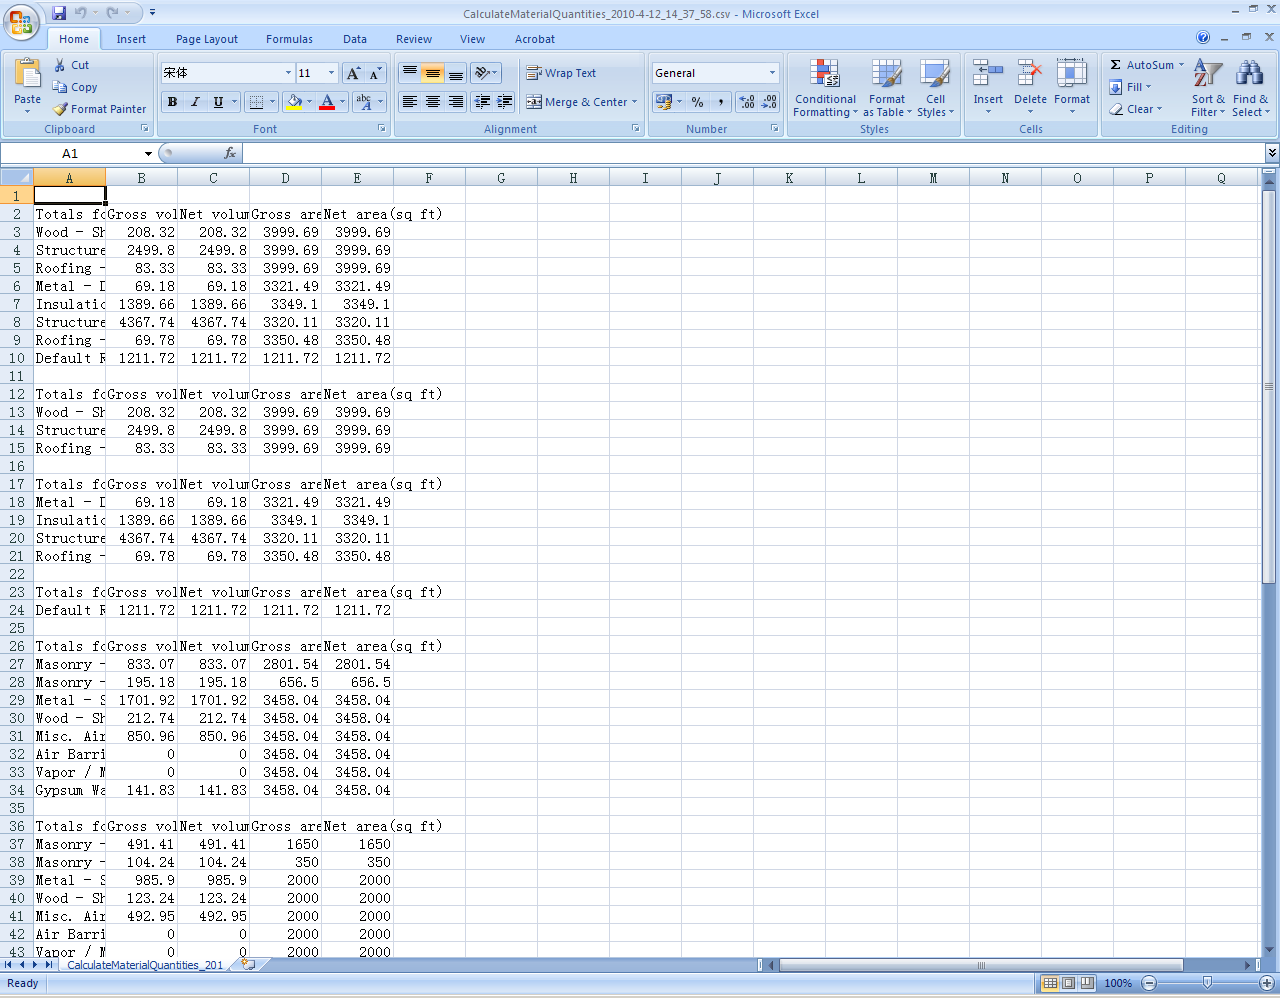 CalculateMaterialQuantities_2010-4-12_14_37_58.csv - Microsoft Excel
Home Insert Page Layout Formulas Data Review View Acrobat
Paste Cut Copy Format Painter
宋体 11 A A
B I U A abc
Wrap Text
Merge & Center
General
% , .00 .0
Conditional Formatting Format as Table Cell Styles
Insert Delete Format
Σ AutoSum Fill Clear Sort & Filter Find & Select
Clipboard Font Alignment Number Styles Cells Editing
A1 fx
A B C D E F G H I J K L M N O P Q
1
2 Totals fo Gross vol Net volum Gross are Net area(sq ft)
3 Wood - Sh 208.32 208.32 3999.69 3999.69
4 Structure 2499.8 2499.8 3999.69 3999.69
5 Roofing - 83.33 83.33 3999.69 3999.69
6 Metal - D 69.18 69.18 3321.49 3321.49
7 Insulatio 1389.66 1389.66 3349.1 3349.1
8 Structure 4367.74 4367.74 3320.11 3320.11
9 Roofing - 69.78 69.78 3350.48 3350.48
10 Default R 1211.72 1211.72 1211.72 1211.72
11
12 Totals fo Gross vol Net volum Gross are Net area(sq ft)
13 Wood - Sh 208.32 208.32 3999.69 3999.69
14 Structure 2499.8 2499.8 3999.69 3999.69
15 Roofing - 83.33 83.33 3999.69 3999.69
16
17 Totals fo Gross vol Net volum Gross are Net area(sq ft)
18 Metal - D 69.18 69.18 3321.49 3321.49
19 Insulatio 1389.66 1389.66 3349.1 3349.1
20 Structure 4367.74 4367.74 3320.11 3320.11
21 Roofing - 69.78 69.78 3350.48 3350.48
22
23 Totals fo Gross vol Net volum Gross are Net area(sq ft)
24 Default R 1211.72 1211.72 1211.72 1211.72
25
26 Totals fo Gross vol Net volum Gross are Net area(sq ft)
27 Masonry - 833.07 833.07 2801.54 2801.54
28 Masonry - 195.18 195.18 656.5 656.5
29 Metal - S 1701.92 1701.92 3458.04 3458.04
30 Wood - Sh 212.74 212.74 3458.04 3458.04
31 Misc. Air 850.96 850.96 3458.04 3458.04
32 Air Barri 0 0 3458.04 3458.04
33 Vapor / M 0 0 3458.04 3458.04
34 Gypsum Wa 141.83 141.83 3458.04 3458.04
35
36 Totals fo Gross vol Net volum Gross are Net area(sq ft)
37 Masonry - 491.41 491.41 1650 1650
38 Masonry - 104.24 104.24 350 350
39 Metal - S 985.9 985.9 2000 2000
40 Wood - Sh 123.24 123.24 2000 2000
41 Misc. Air 492.95 492.95 2000 2000
42 Air Barri 0 0 2000 2000
43 Vapor / M 0 0 2000 2000
CalculateMaterialQuantities_201
Ready 100%